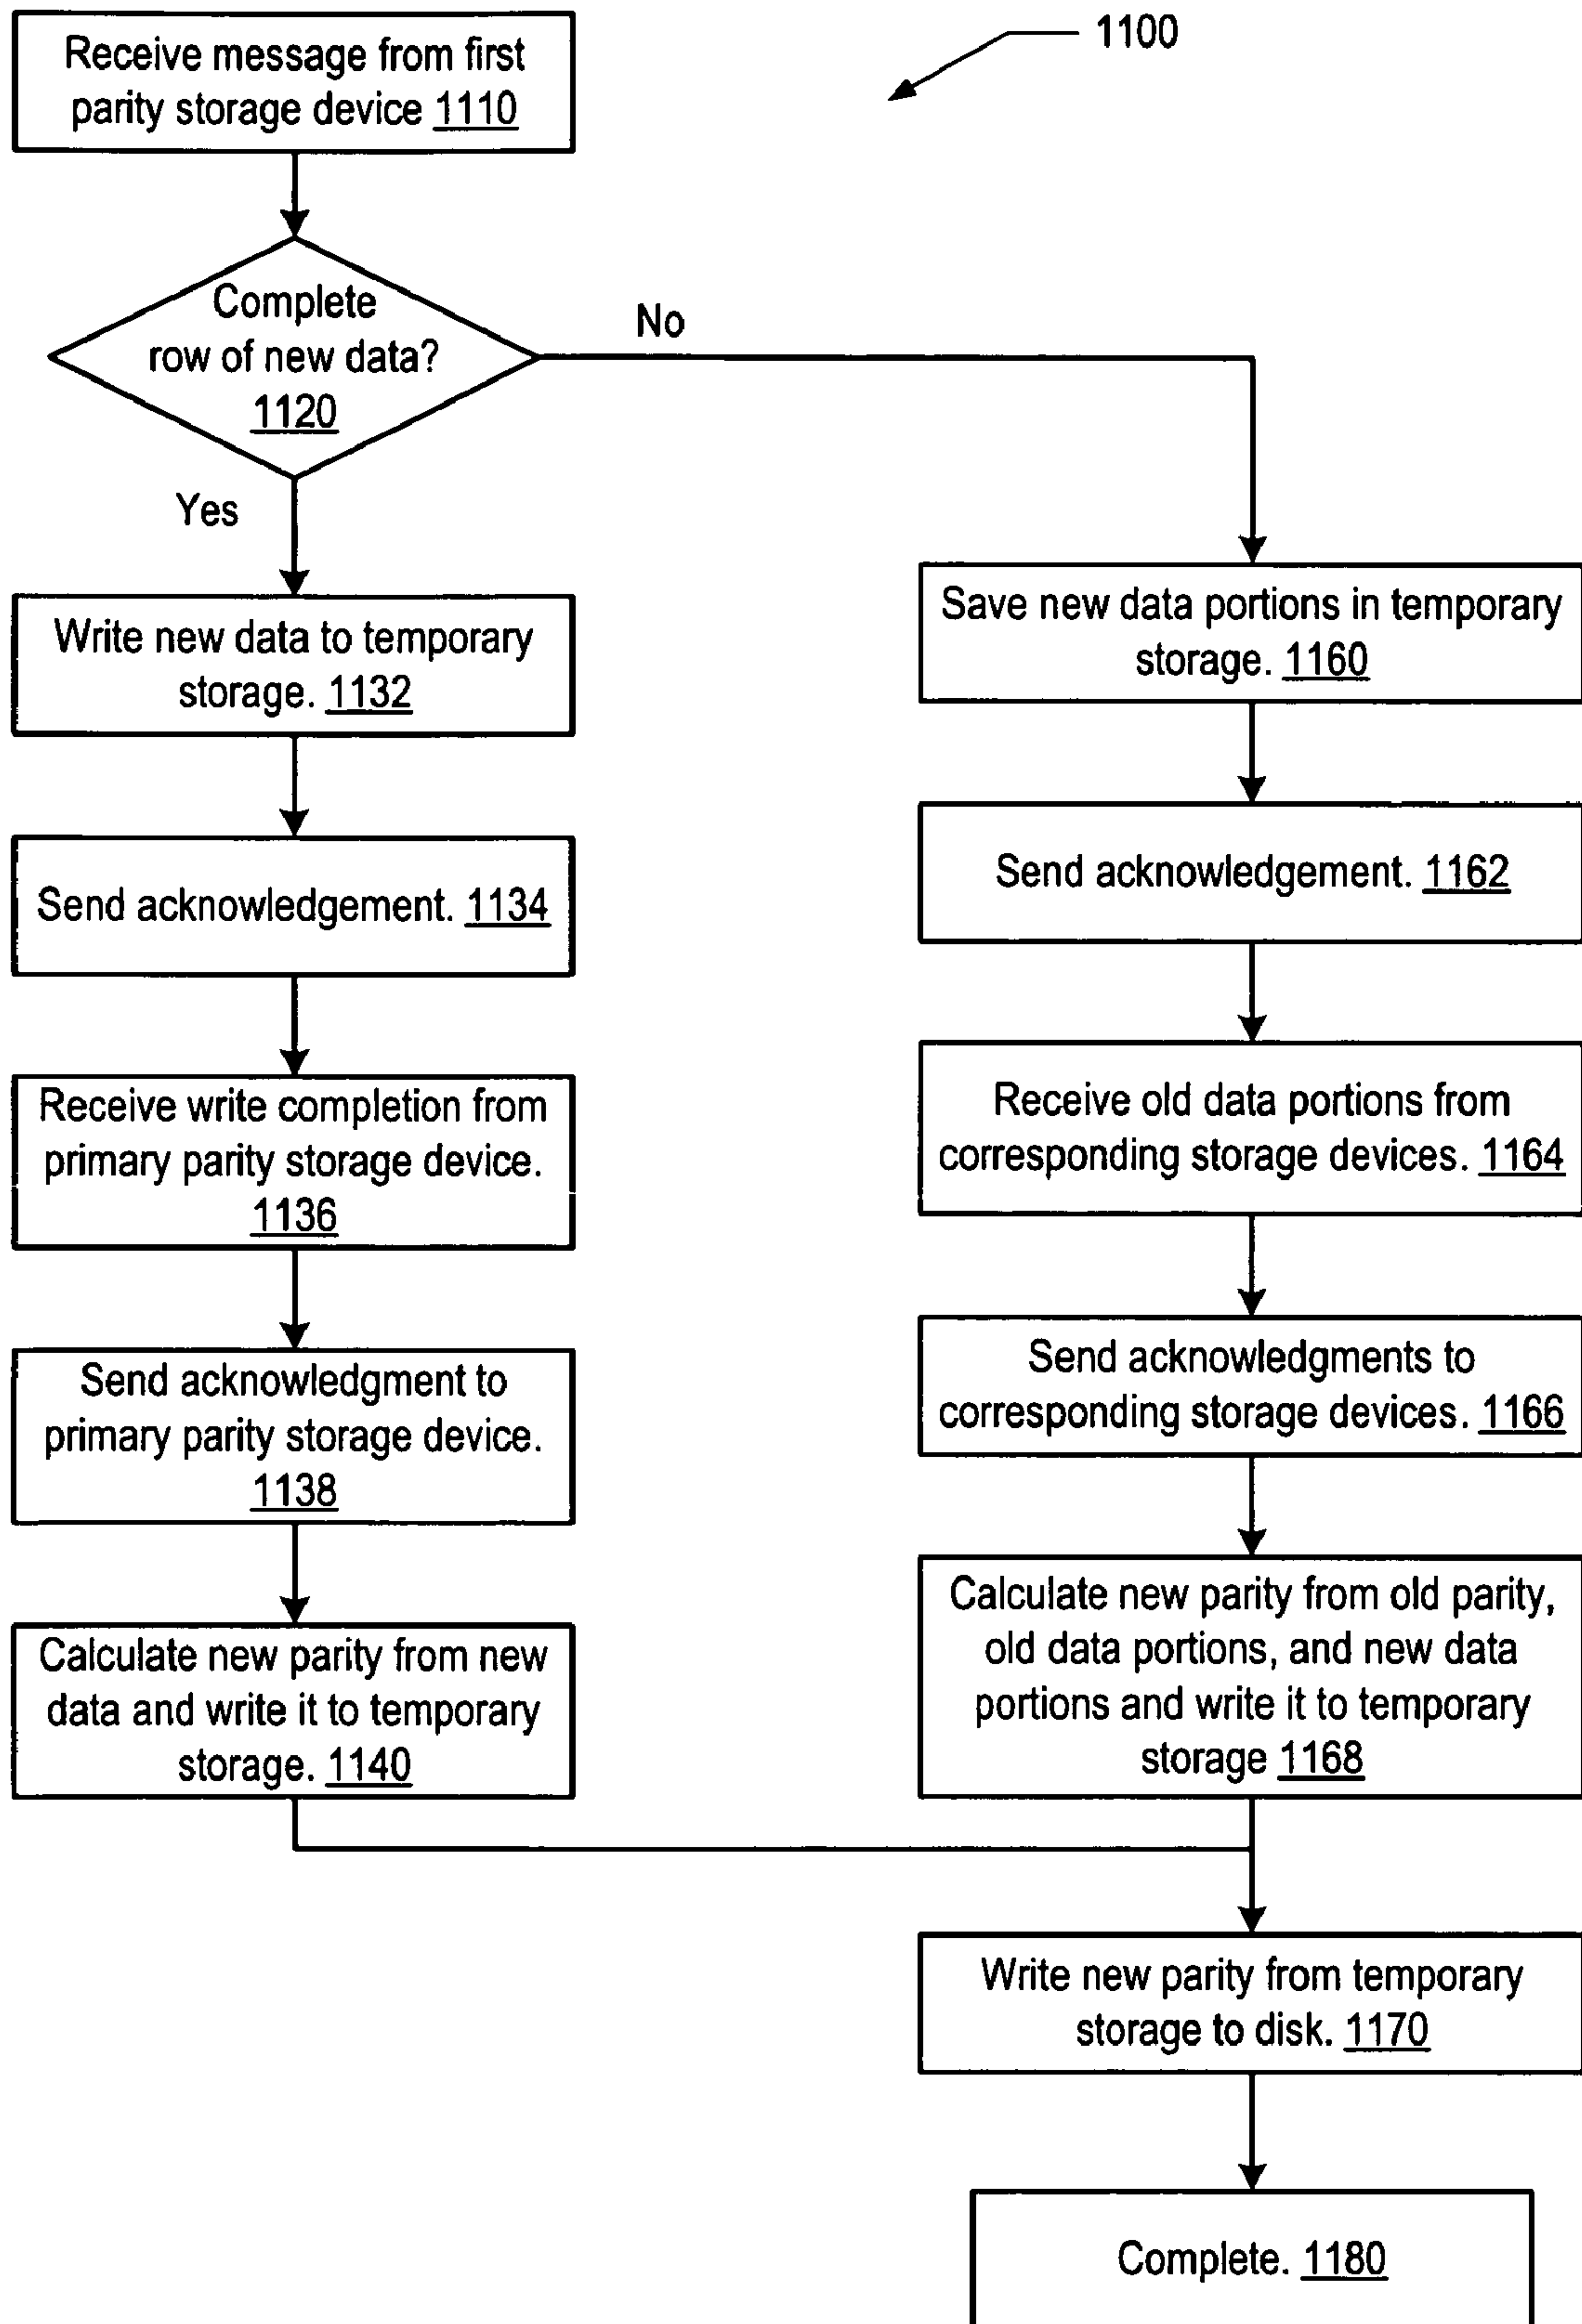 1100
Receive message from first
parity storage device 1110
Complete
row of new data?
1120
No
Yes
Write new data to temporary
storage. 1132
Send acknowledgement. 1134
Receive write completion from
primary parity storage device.
1136
Send acknowledgment to
primary parity storage device.
1138
Calculate new parity from new
data and write it to temporary
storage. 1140
Save new data portions in temporary
storage. 1160
Send acknowledgement. 1162
Receive old data portions from
corresponding storage devices. 1164
Send acknowledgments to
corresponding storage devices. 1166
Calculate new parity from old parity,
old data portions, and new data
portions and write it to temporary
storage 1168
Write new parity from temporary
storage to disk. 1170
Complete. 1180